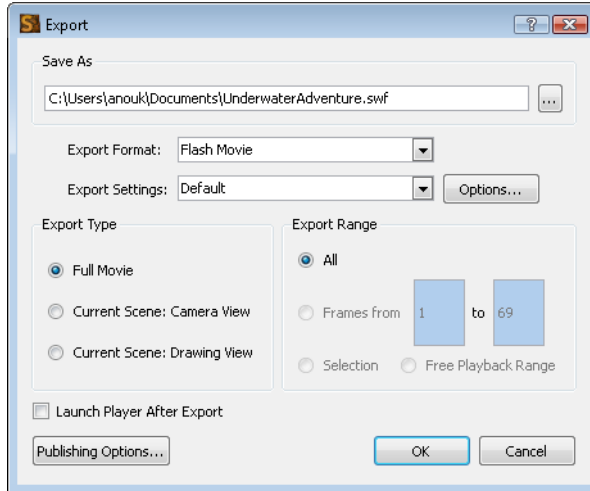 Export
Save As
C:\Users\anouk\Documents\UnderwaterAdventure.swf
...
Export Format: Flash Movie
Export Settings: Default Options...
Export Type
Full Movie
Current Scene: Camera View
Current Scene: Drawing View
Export Range
All
Frames from 1 to 69
Selection Free Playback Range
Launch Player After Export
Publishing Options... OK Cancel